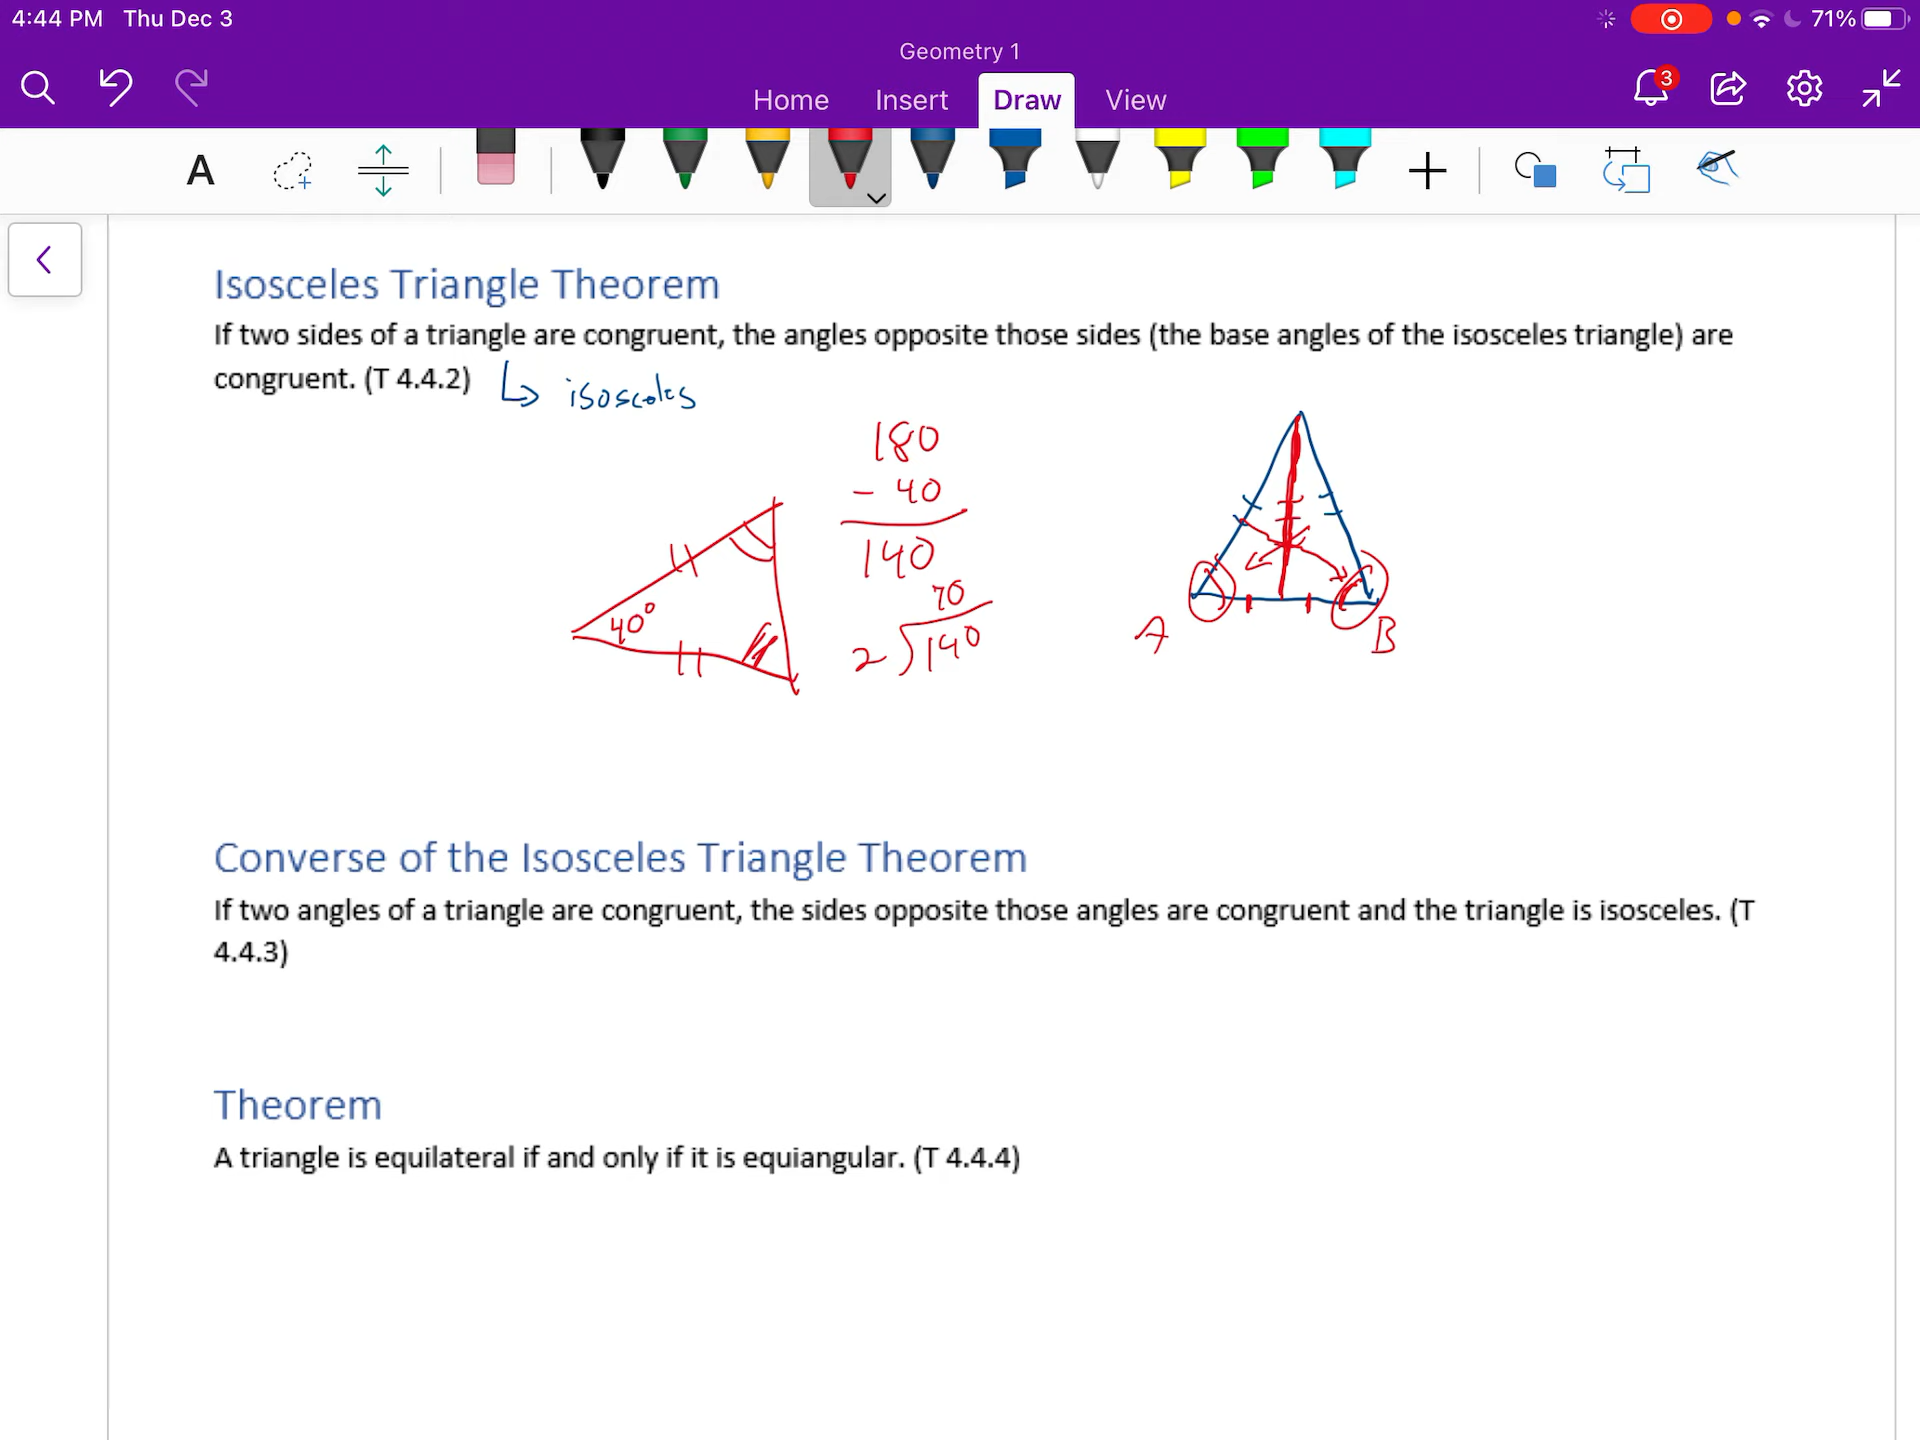 4:44 PM Thu Dec 3
71%
Geometry 1
Home Insert Draw View
3
A
Isosceles Triangle Theorem
If two sides of a triangle are congruent, the angles opposite those sides (the base angles of the isosceles triangle) are
congruent. (T 4.4.2)
isosceles
180
- 40
140
70
2 140
40°
A
B
Converse of the Isosceles Triangle Theorem
If two angles of a triangle are congruent, the sides opposite those angles are congruent and the triangle is isosceles. (T
4.4.3)
Theorem
A triangle is equilateral if and only if it is equiangular. (T 4.4.4)